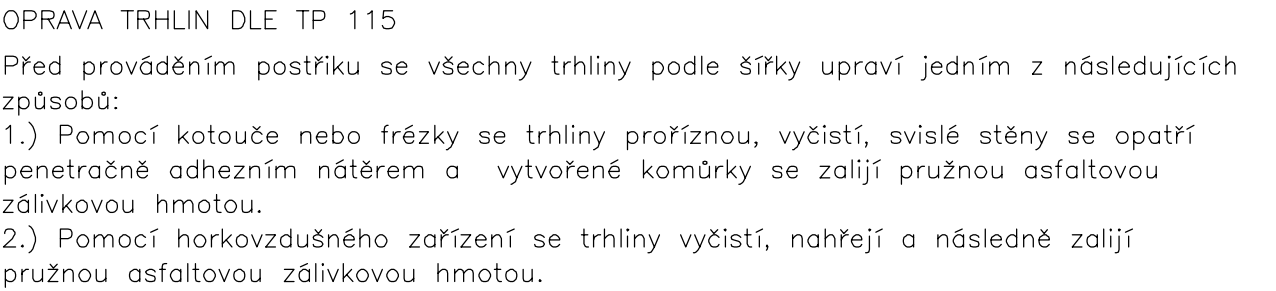 OPRAVA TRHLIN DLE TP 115
Před prováděním postřiku se všechny trhliny podle šířky upraví jedním z následujících
způsobů:
1.) Pomocí kotouče nebo frézky se trhliny proříznou, vyčistí, svislé stěny se opatří
penetračně adhezním nátěrem a  vytvořené komůrky se zalijí pružnou asfaltovou
zálivkovou hmotou.
2.) Pomocí horkovzdušného zařízení se trhliny vyčistí, nahřejí a následně zalijí
pružnou asfaltovou zálivkovou hmotou.